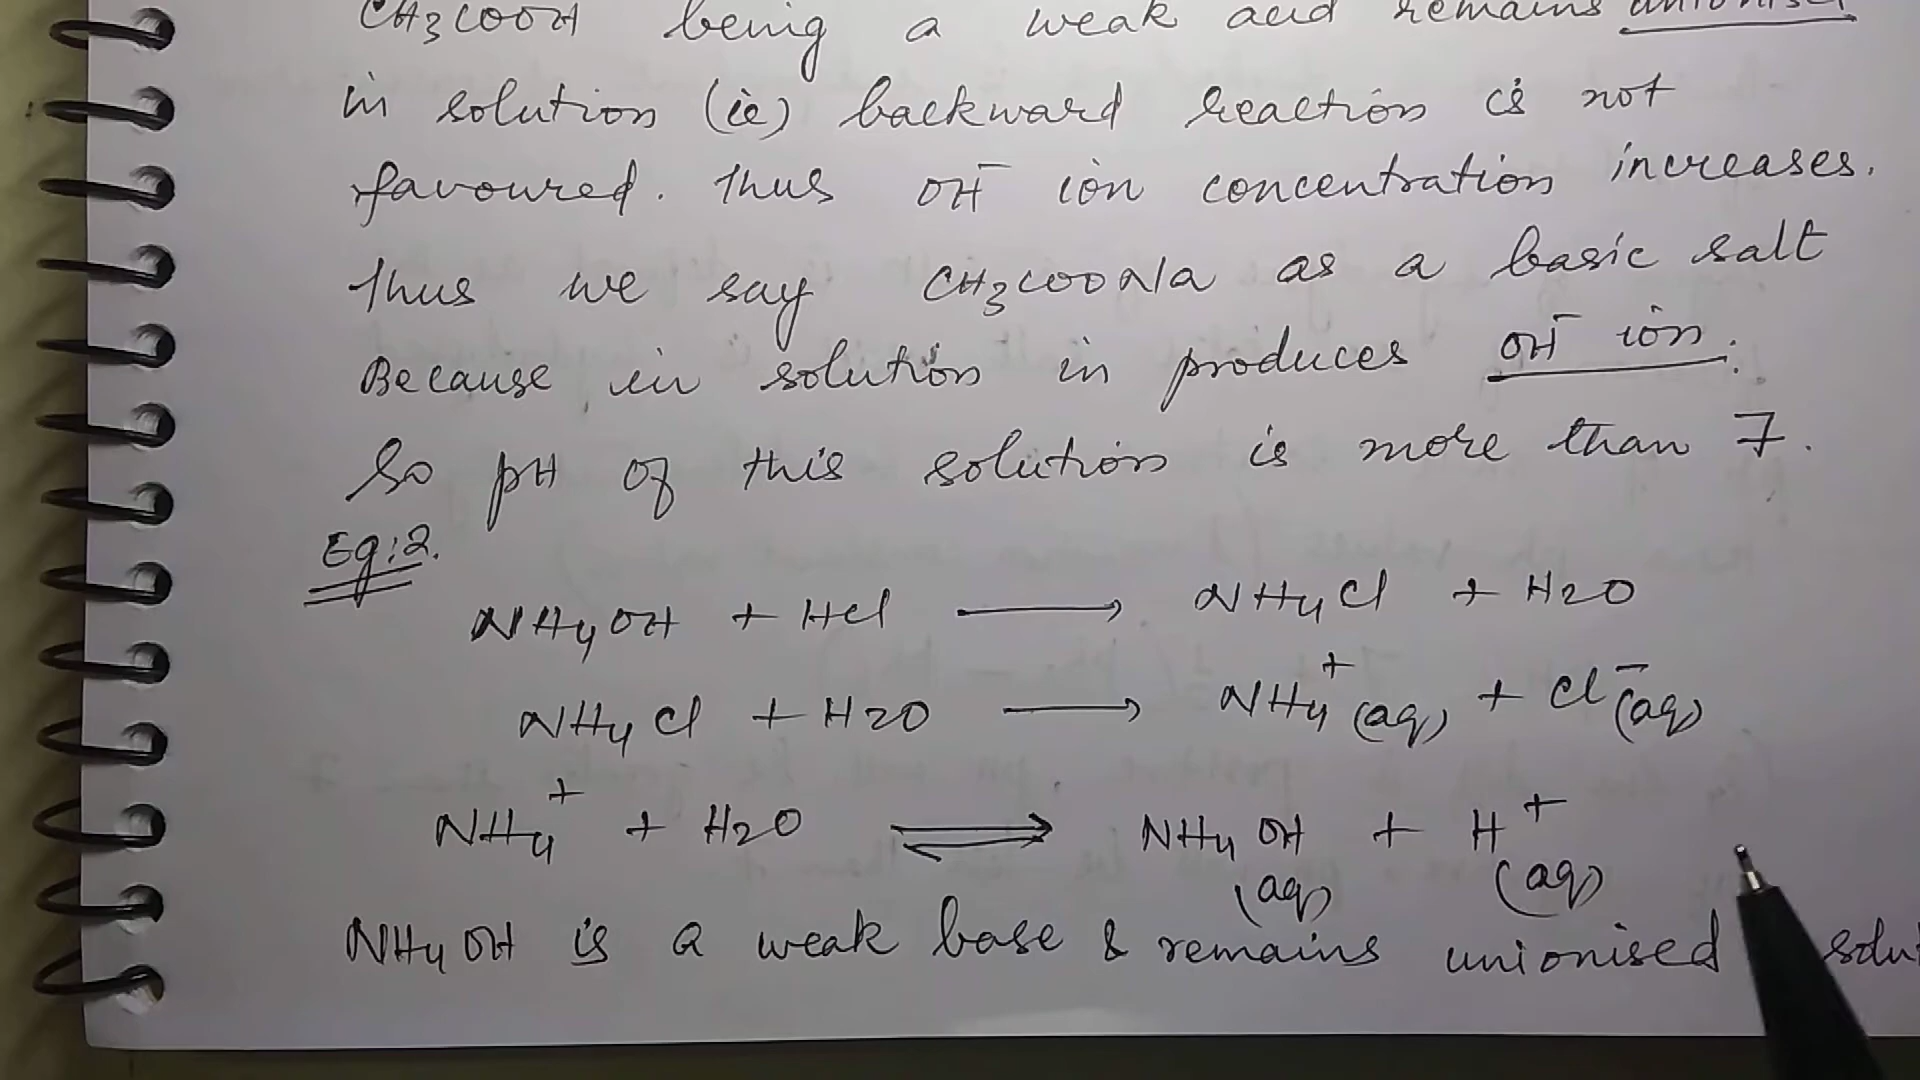 CH3COOH being a weak acid remains unionised
in solution (ie) backward reaction is not
favoured. Thus OH⁻ ion concentration increases.
Thus we say CH3COONa as a basic salt
Because in solution in produces OH⁻ ion.
So pH of this solution is more than 7.
Eg:2.
NH4OH + HCl ⟶ NH4Cl + H2O
NH4Cl + H2O ⟶ NH4⁺(aq) + Cl⁻(aq)
NH4⁺ + H2O ⇌ NH4OH(aq) + H⁺(aq)
NH4OH is a weak base & remains unionised